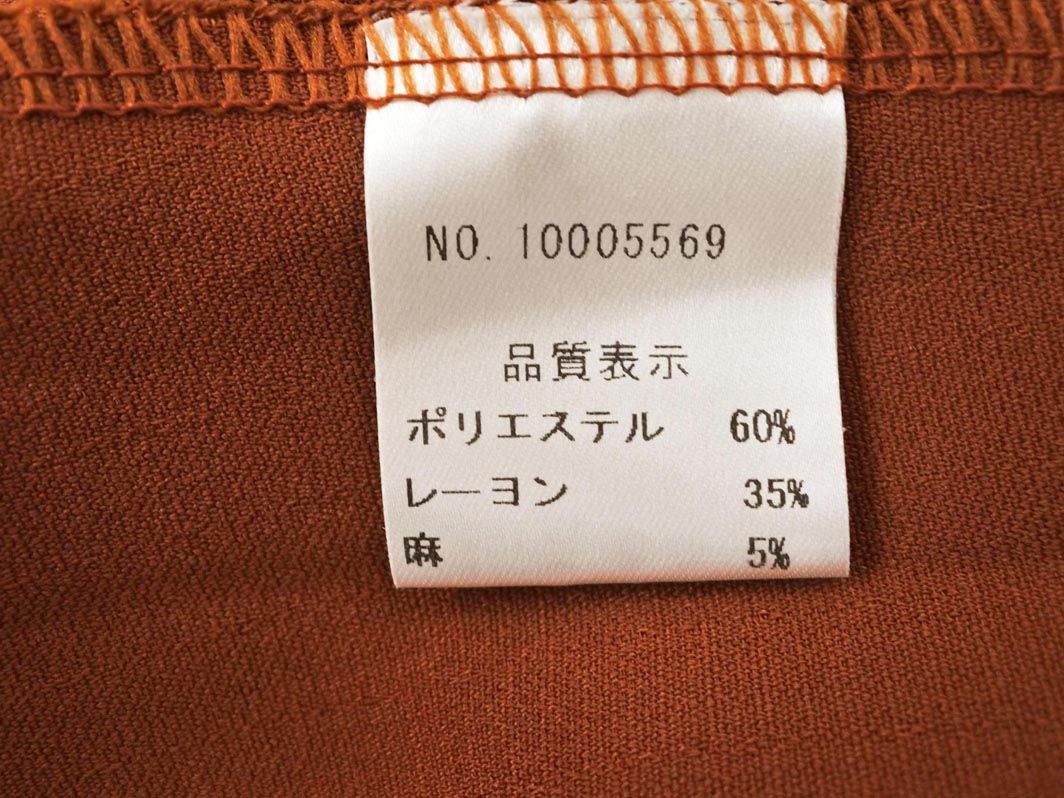 NO. 10005569
品質表示
ポリエステル 60%
レーヨン 35%
麻 5%